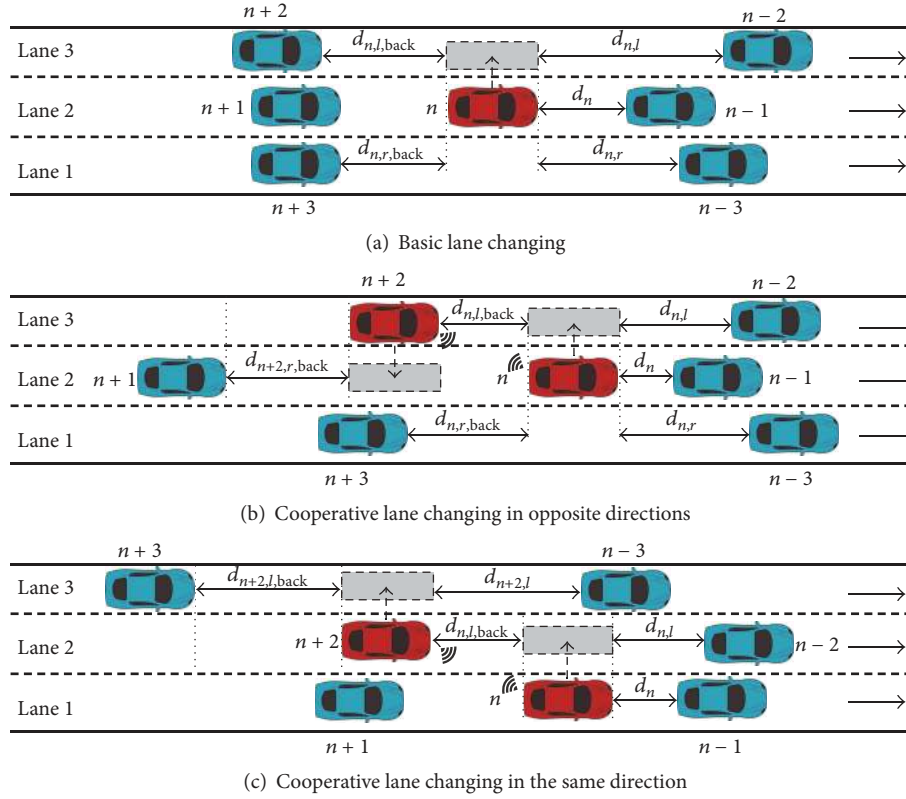 n + 2
n − 2
Lane 3
d_{n,l,back}
d_{n,l}
Lane 2
n + 1
n
d_n
n − 1
Lane 1
d_{n,r,back}
d_{n,r}
n + 3
n − 3
(a) Basic lane changing
n + 2
n − 2
Lane 3
d_{n,l,back}
d_{n,l}
Lane 2
n + 1
d_{n+2,r,back}
n
d_n
n − 1
Lane 1
d_{n,r,back}
d_{n,r}
n + 3
n − 3
(b) Cooperative lane changing in opposite directions
n + 3
n − 3
Lane 3
d_{n+2,l,back}
d_{n+2,l}
Lane 2
n + 2
d_{n,l,back}
d_{n,l}
n − 2
Lane 1
n
d_n
n + 1
n − 1
(c) Cooperative lane changing in the same direction